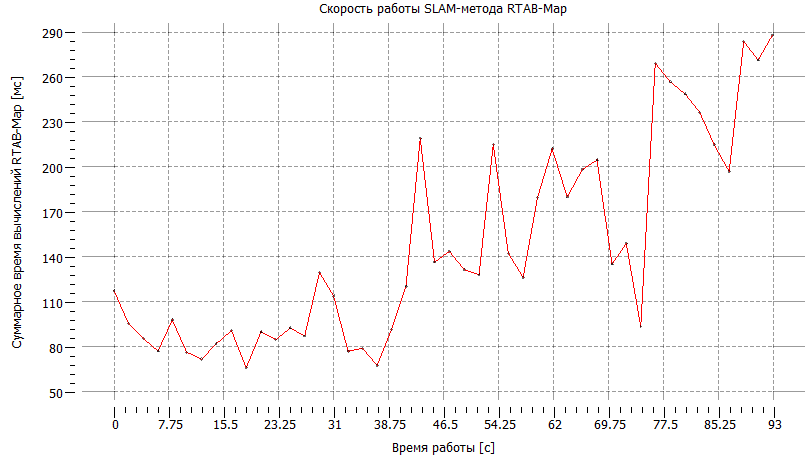 Скорость работы SLAM-метода RTAB-Map
Суммарное время вычислений RTAB-Map [мс]
290
260
230
200
170
140
110
80
50
0 7.75 15.5 23.25 31 38.75 46.5 54.25 62 69.75 77.5 85.25 93
Время работы [с]